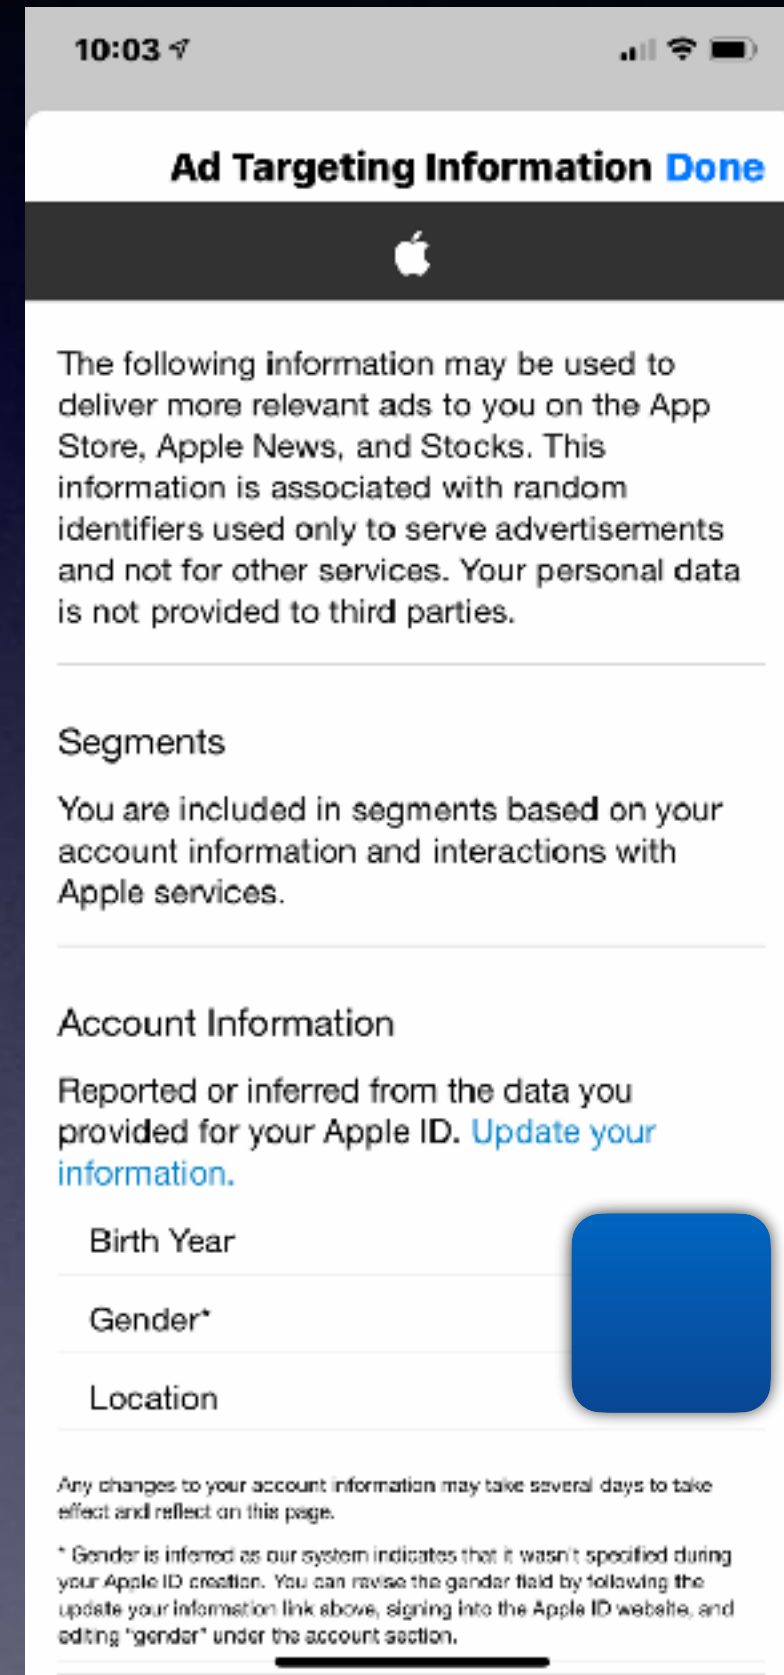 10:03
Ad Targeting Information Done
The following information may be used to
deliver more relevant ads to you on the App
Store, Apple News, and Stocks. This
information is associated with random
identifiers used only to serve advertisements
and not for other services. Your personal data
is not provided to third parties.
Segments
You are included in segments based on your
account information and interactions with
Apple services.
Account Information
Reported or inferred from the data you
provided for your Apple ID. Update your
information.
Birth Year
Gender*
Location
Any changes to your account information may take several days to take
effect and reflect on this page.
* Gender is inferred as our system indicates that it wasn't specified during
your Apple ID creation. You can revise the gender field by following the
update your information link above, signing into the Apple ID website, and
editing "gender" under the account section.